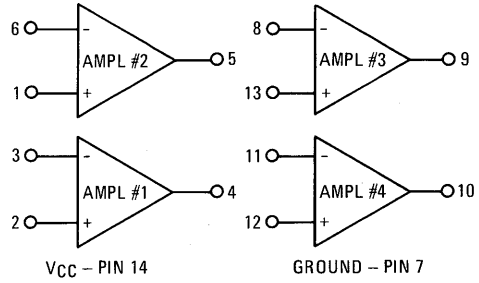 6 - 5
AMPL #2
1 +
8 - 9
AMPL #3
13 +
3 -
AMPL #1 4
2 +
11 -
AMPL #4 10
12 +
VCC – PIN 14
GROUND – PIN 7